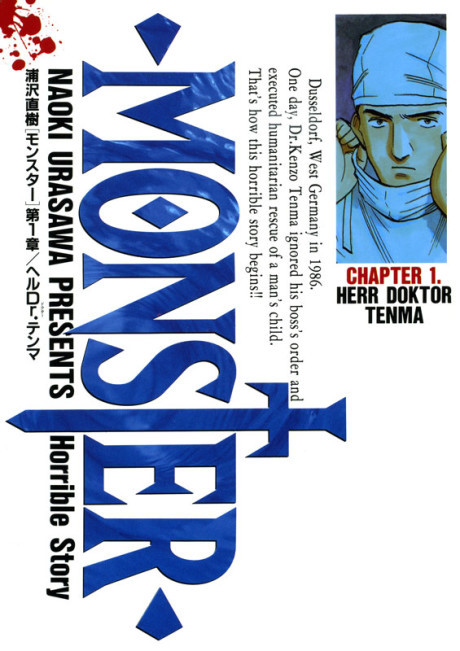 CHAPTER 1.
HERR DOKTOR
TENMA
Dusseldorf, West Germany in 1986.
One day, Dr.Kenzo Tenma ignored his boss's order and
executed humanitarian rescue of a man's child.
That's how this horrible story begins!!
MONSTER
NAOKI URASAWA PRESENTS Horrible Story
浦沢直樹[モンスター]第1章/ヘルDr.テンマ